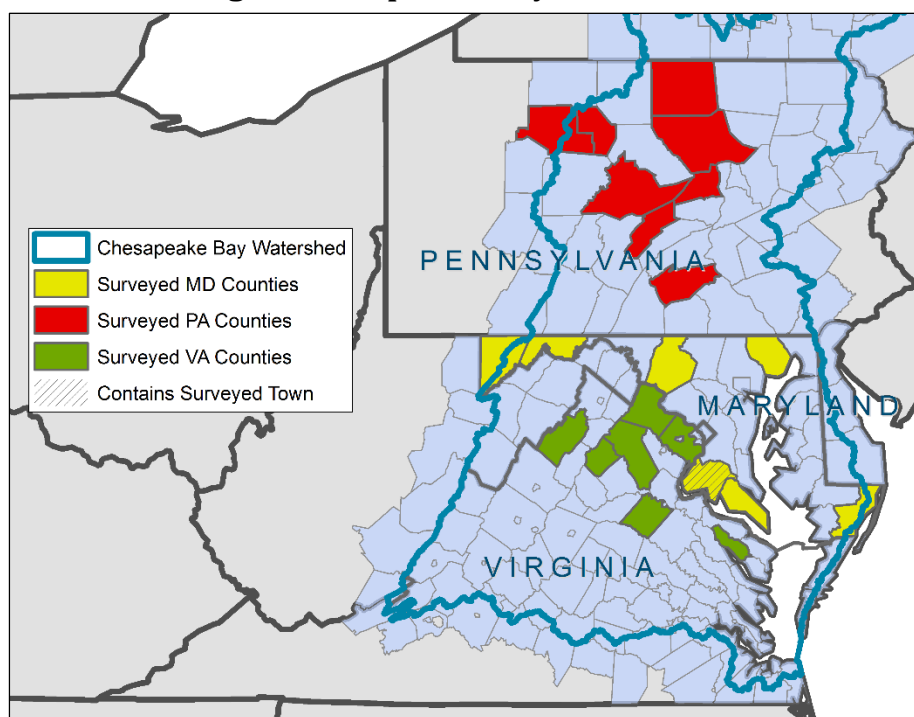 Chesapeake Bay Watershed
Surveyed MD Counties
Surveyed PA Counties
Surveyed VA Counties
Contains Surveyed Town
PENNSYLVANIA
MARYLAND
VIRGINIA